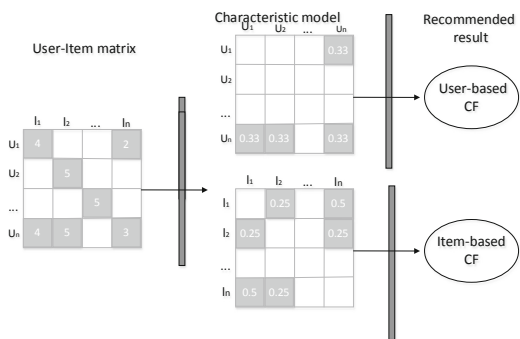 Characteristic model
Recommended result
User-Item matrix
U1 U2 ... Un
U1 0.33
U2
...
Un 0.33 0.33 0.33
User-based CF
I1 I2 ... In
U1 4 2
U2 5
... 5
Un 4 5 3
I1 I2 ... In
I1 0.25 0.5
I2 0.25 0.25
...
In 0.5 0.25
Item-based CF